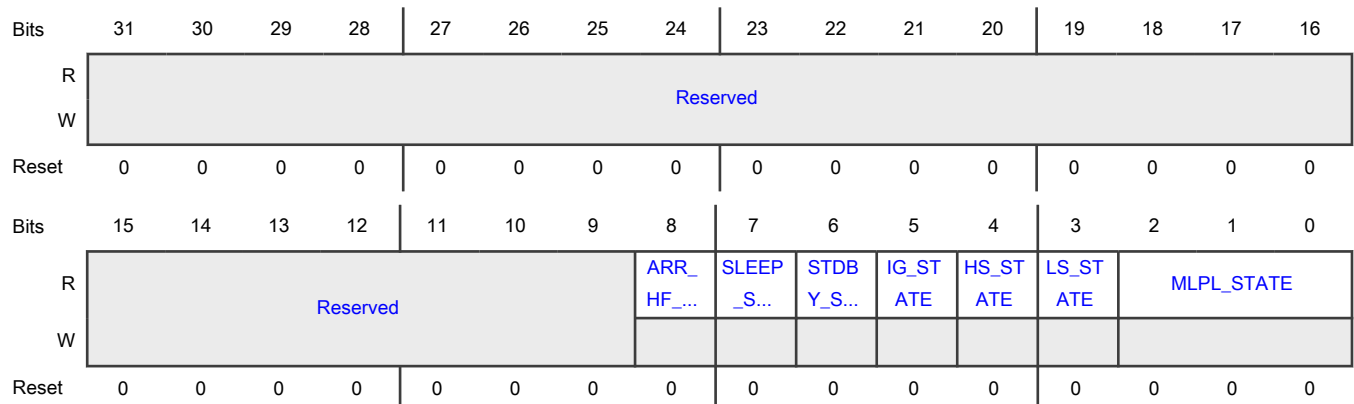 Bits 31 30 29 28 27 26 25 24 23 22 21 20 19 18 17 16
R
Reserved
W
Reset 0 0 0 0 0 0 0 0 0 0 0 0 0 0 0 0
Bits 15 14 13 12 11 10 9 8 7 6 5 4 3 2 1 0
R Reserved ARR_ HF_... SLEEP _S... STDB Y_S... IG_ST ATE HS_ST ATE LS_ST ATE MLPL_STATE
W
Reset 0 0 0 0 0 0 0 0 0 0 0 0 0 0 0 0